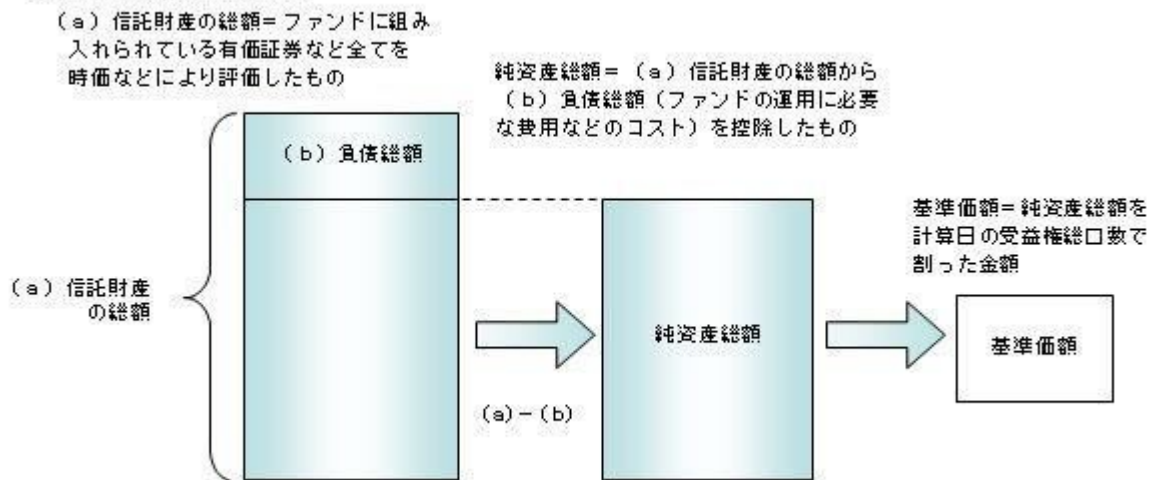 (a)信託財産の総額=ファンドに組み
入れられている有価証券など全てを
時価などにより評価したもの
純資産総額=(a)信託財産の総額から
(b)負債総額(ファンドの運用に必要
な費用などのコスト)を控除したもの
(b)負債総額
基準価額=純資産総額を
計算日の受益権総口数で
割った金額
(a)信託財産
の総額
純資産総額
基準価額
(a)-(b)